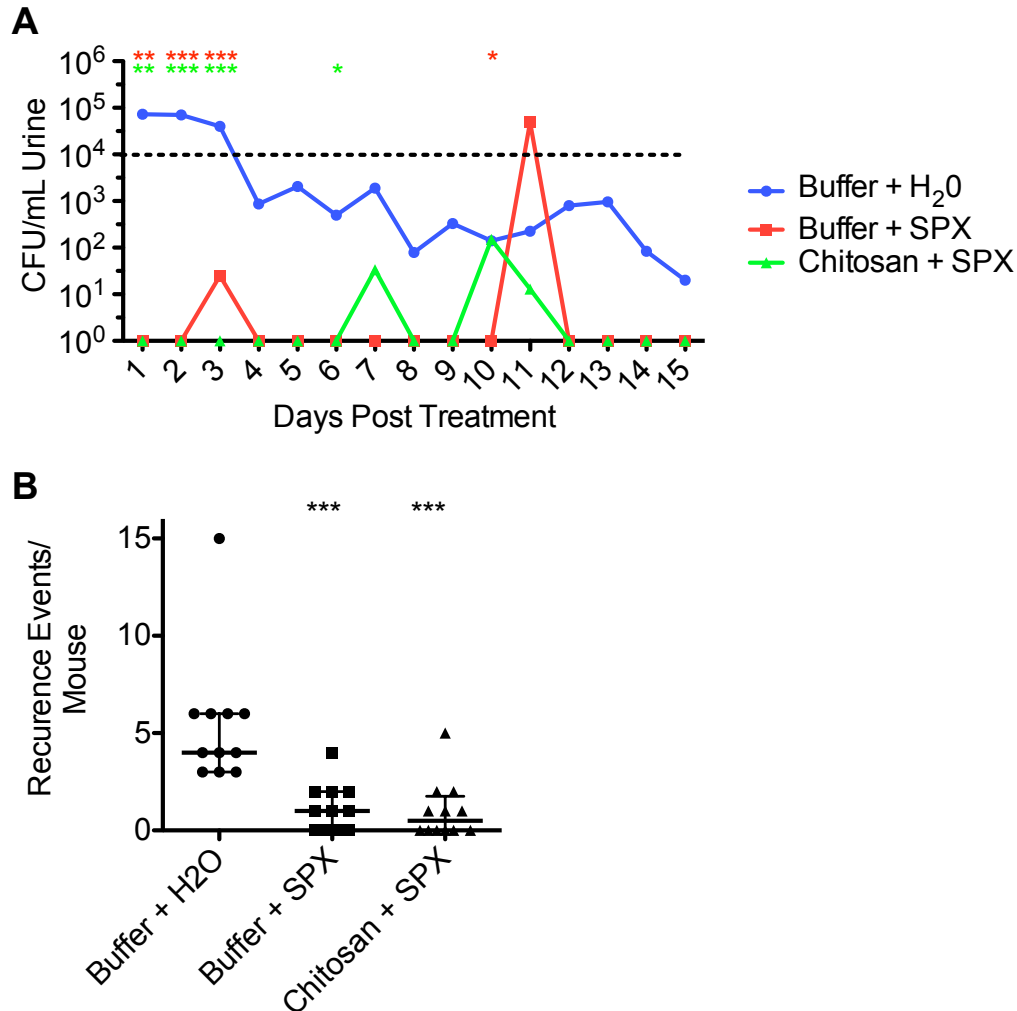 A
** *** *** *
** *** *** *
10^6
10^5
10^4
10^3
10^2
10^1
10^0
CFU/mL Urine
1 2 3 4 5 6 7 8 9 10 11 12 13 14 15
Days Post Treatment
Buffer + H₂0
Buffer + SPX
Chitosan + SPX
B
*** ***
15
10
5
0
Recurence Events/
Mouse
Buffer + H2O
Buffer + SPX
Chitosan + SPX